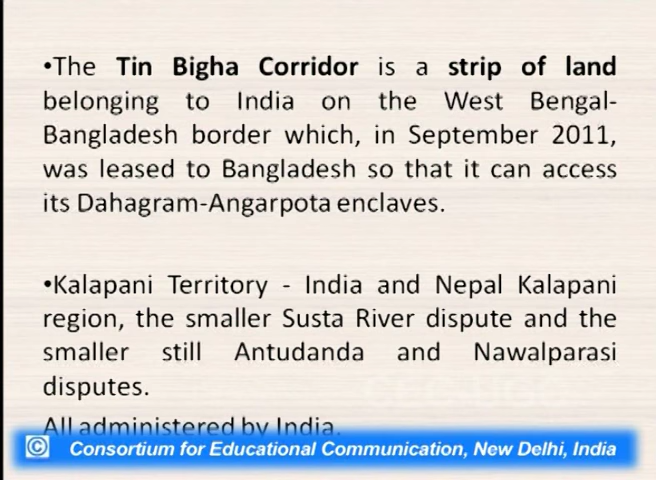 •The Tin Bigha Corridor is a strip of land
belonging to India on the West Bengal-
Bangladesh border which, in September 2011,
was leased to Bangladesh so that it can access
its Dahagram-Angarpota enclaves.
•Kalapani Territory - India and Nepal Kalapani
region, the smaller Susta River dispute and the
smaller still Antudanda and Nawalparasi
disputes.
CEC-UGC
All administered by India.
© Consortium for Educational Communication, New Delhi, India